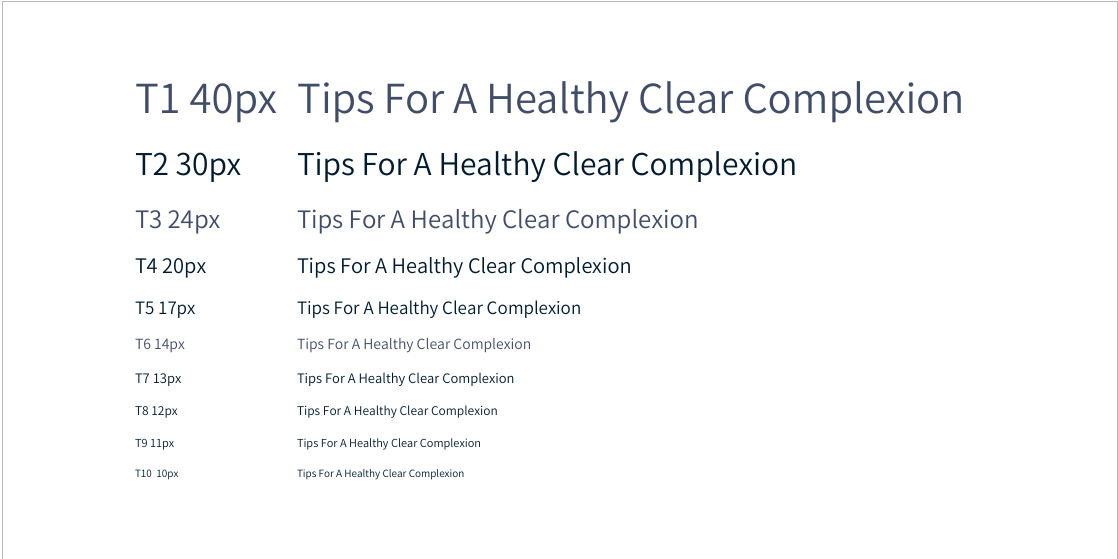 T1 40px Tips For A Healthy Clear Complexion
T2 30px Tips For A Healthy Clear Complexion
T3 24px Tips For A Healthy Clear Complexion
T4 20px Tips For A Healthy Clear Complexion
T5 17px Tips For A Healthy Clear Complexion
T6 14px Tips For A Healthy Clear Complexion
T7 13px Tips For A Healthy Clear Complexion
T8 12px Tips For A Healthy Clear Complexion
T9 11px Tips For A Healthy Clear Complexion
T10 10px Tips For A Healthy Clear Complexion